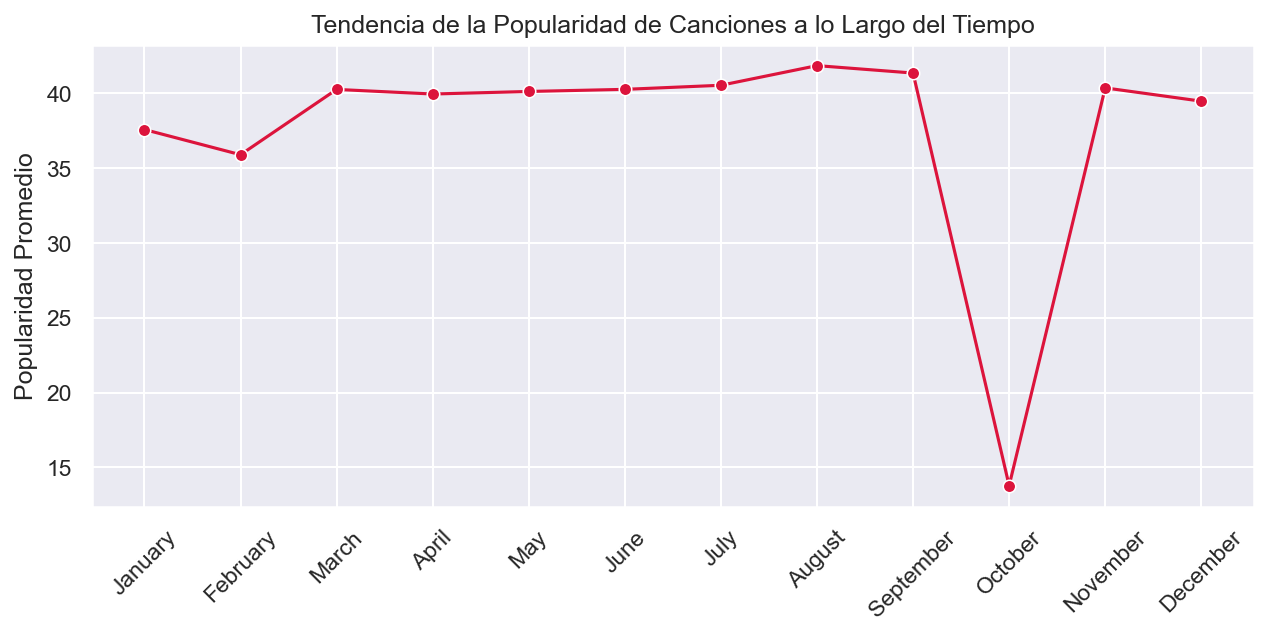 Tendencia de la Popularidad de Canciones a lo Largo del Tiempo
Popularidad Promedio
40
35
30
25
20
15
January
February
March
April
May
June
July
August
September
October
November
December